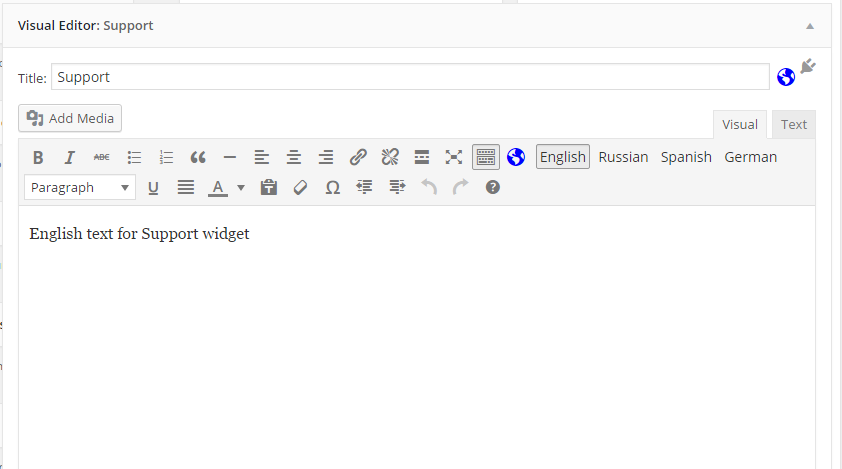 Visual Editor: Support
Title: Support
Add Media
Visual Text
B I ABC English Russian Spanish German
Paragraph U A Ω
English text for Support widget